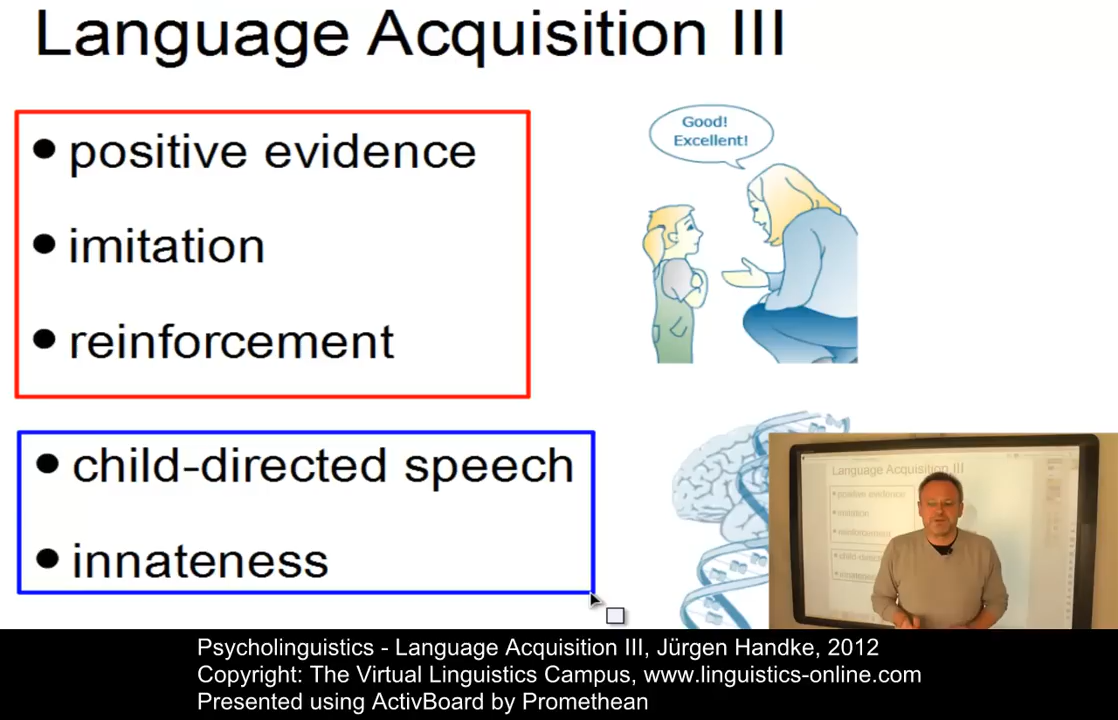 Language Acquisition III
• positive evidence
• imitation
• reinforcement
Good!
Excellent!
• child-directed speech
• innateness
Language Acquisition III
• positive evidence
• imitation
• reinforcement
Psycholinguistics - Language Acquisition III, Jürgen Handke, 2012
Copyright: The Virtual Linguistics Campus, www.linguistics-online.com
Presented using ActivBoard by Promethean